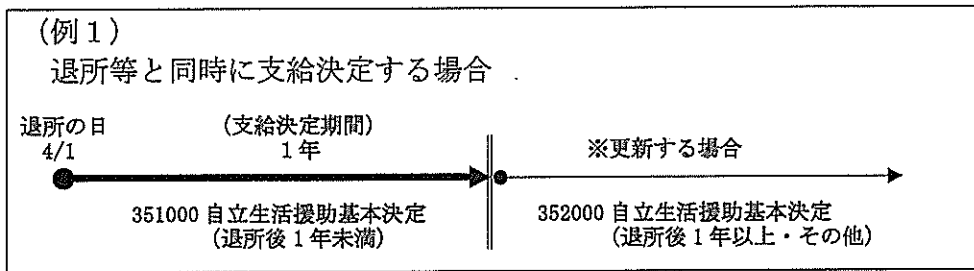 (例1)
退所等と同時に支給決定する場合
退所の日
4/1
(支給決定期間)
1年
※更新する場合
351000 自立生活援助基本決定
(退所後1年未満)
352000 自立生活援助基本決定
(退所後1年以上・その他)